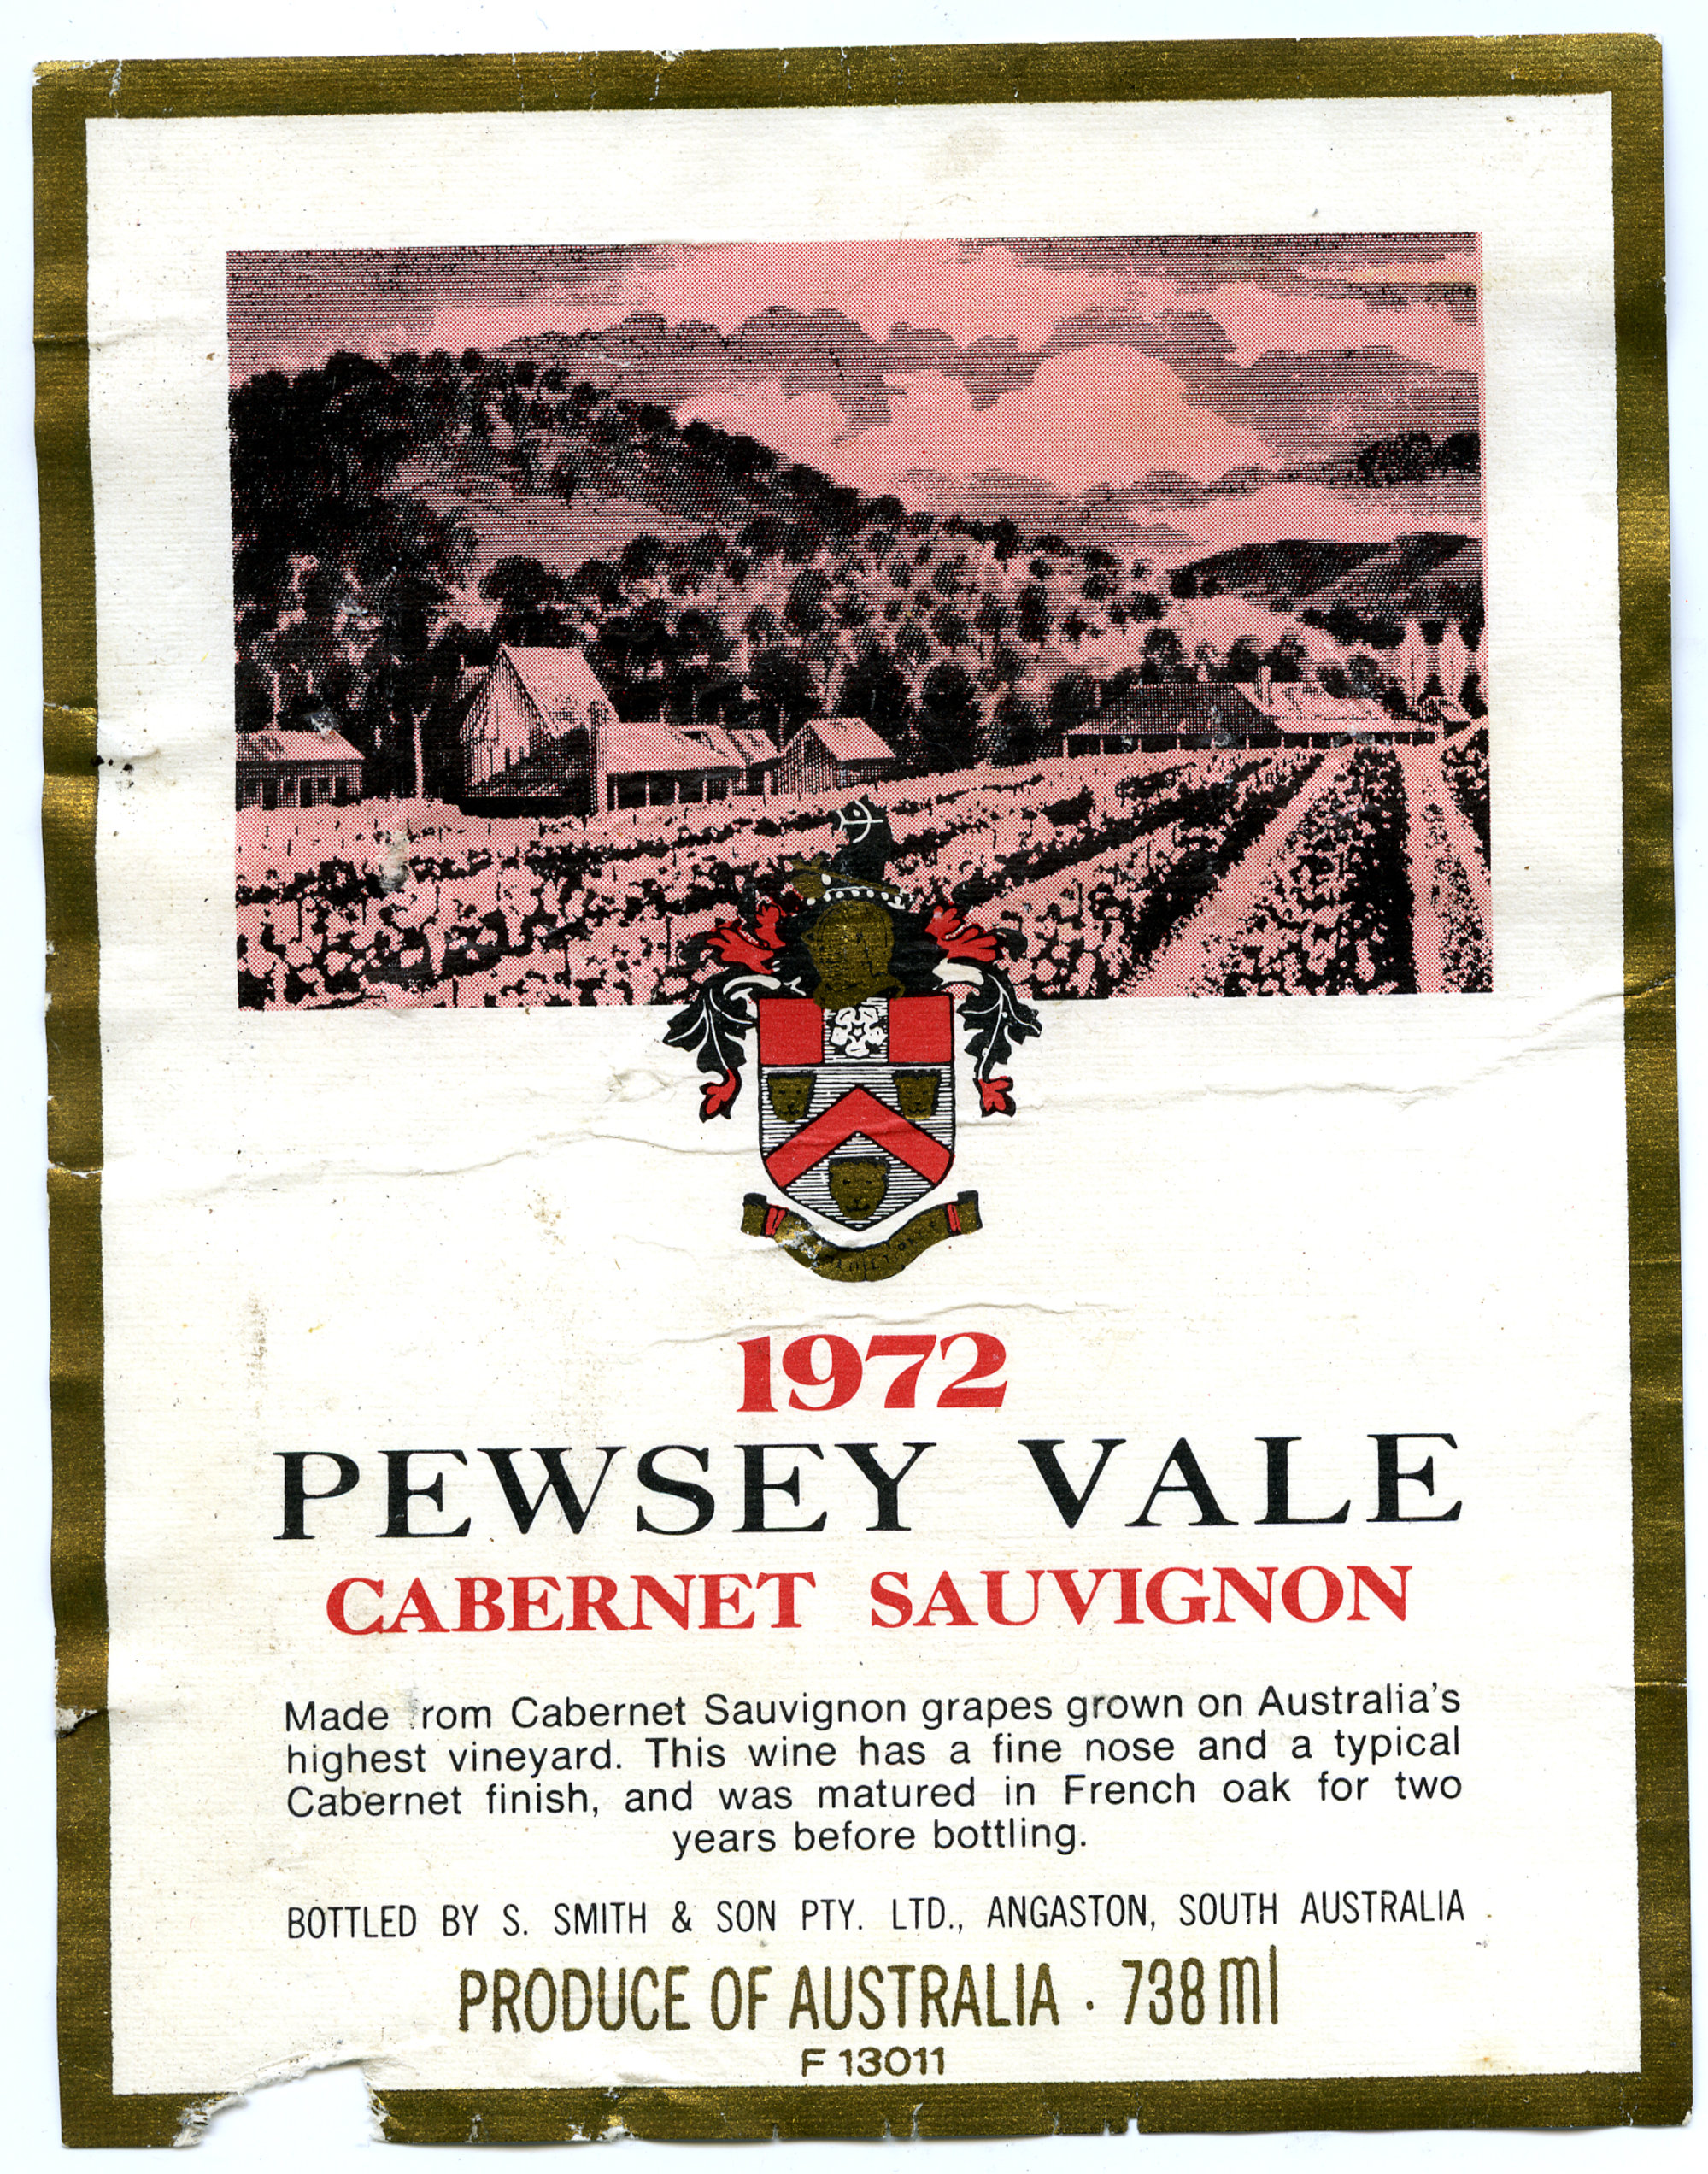 1972
PEWSEY VALE
CABERNET SAUVIGNON
Made rom Cabernet Sauvignon grapes grown on Australia's
highest vineyard. This wine has a fine nose and a typical
Cabernet finish, and was matured in French oak for two
years before bottling.
BOTTLED BY S. SMITH & SON PTY. LTD., ANGASTON, SOUTH AUSTRALIA
PRODUCE OF AUSTRALIA · 738 ml
F 13011